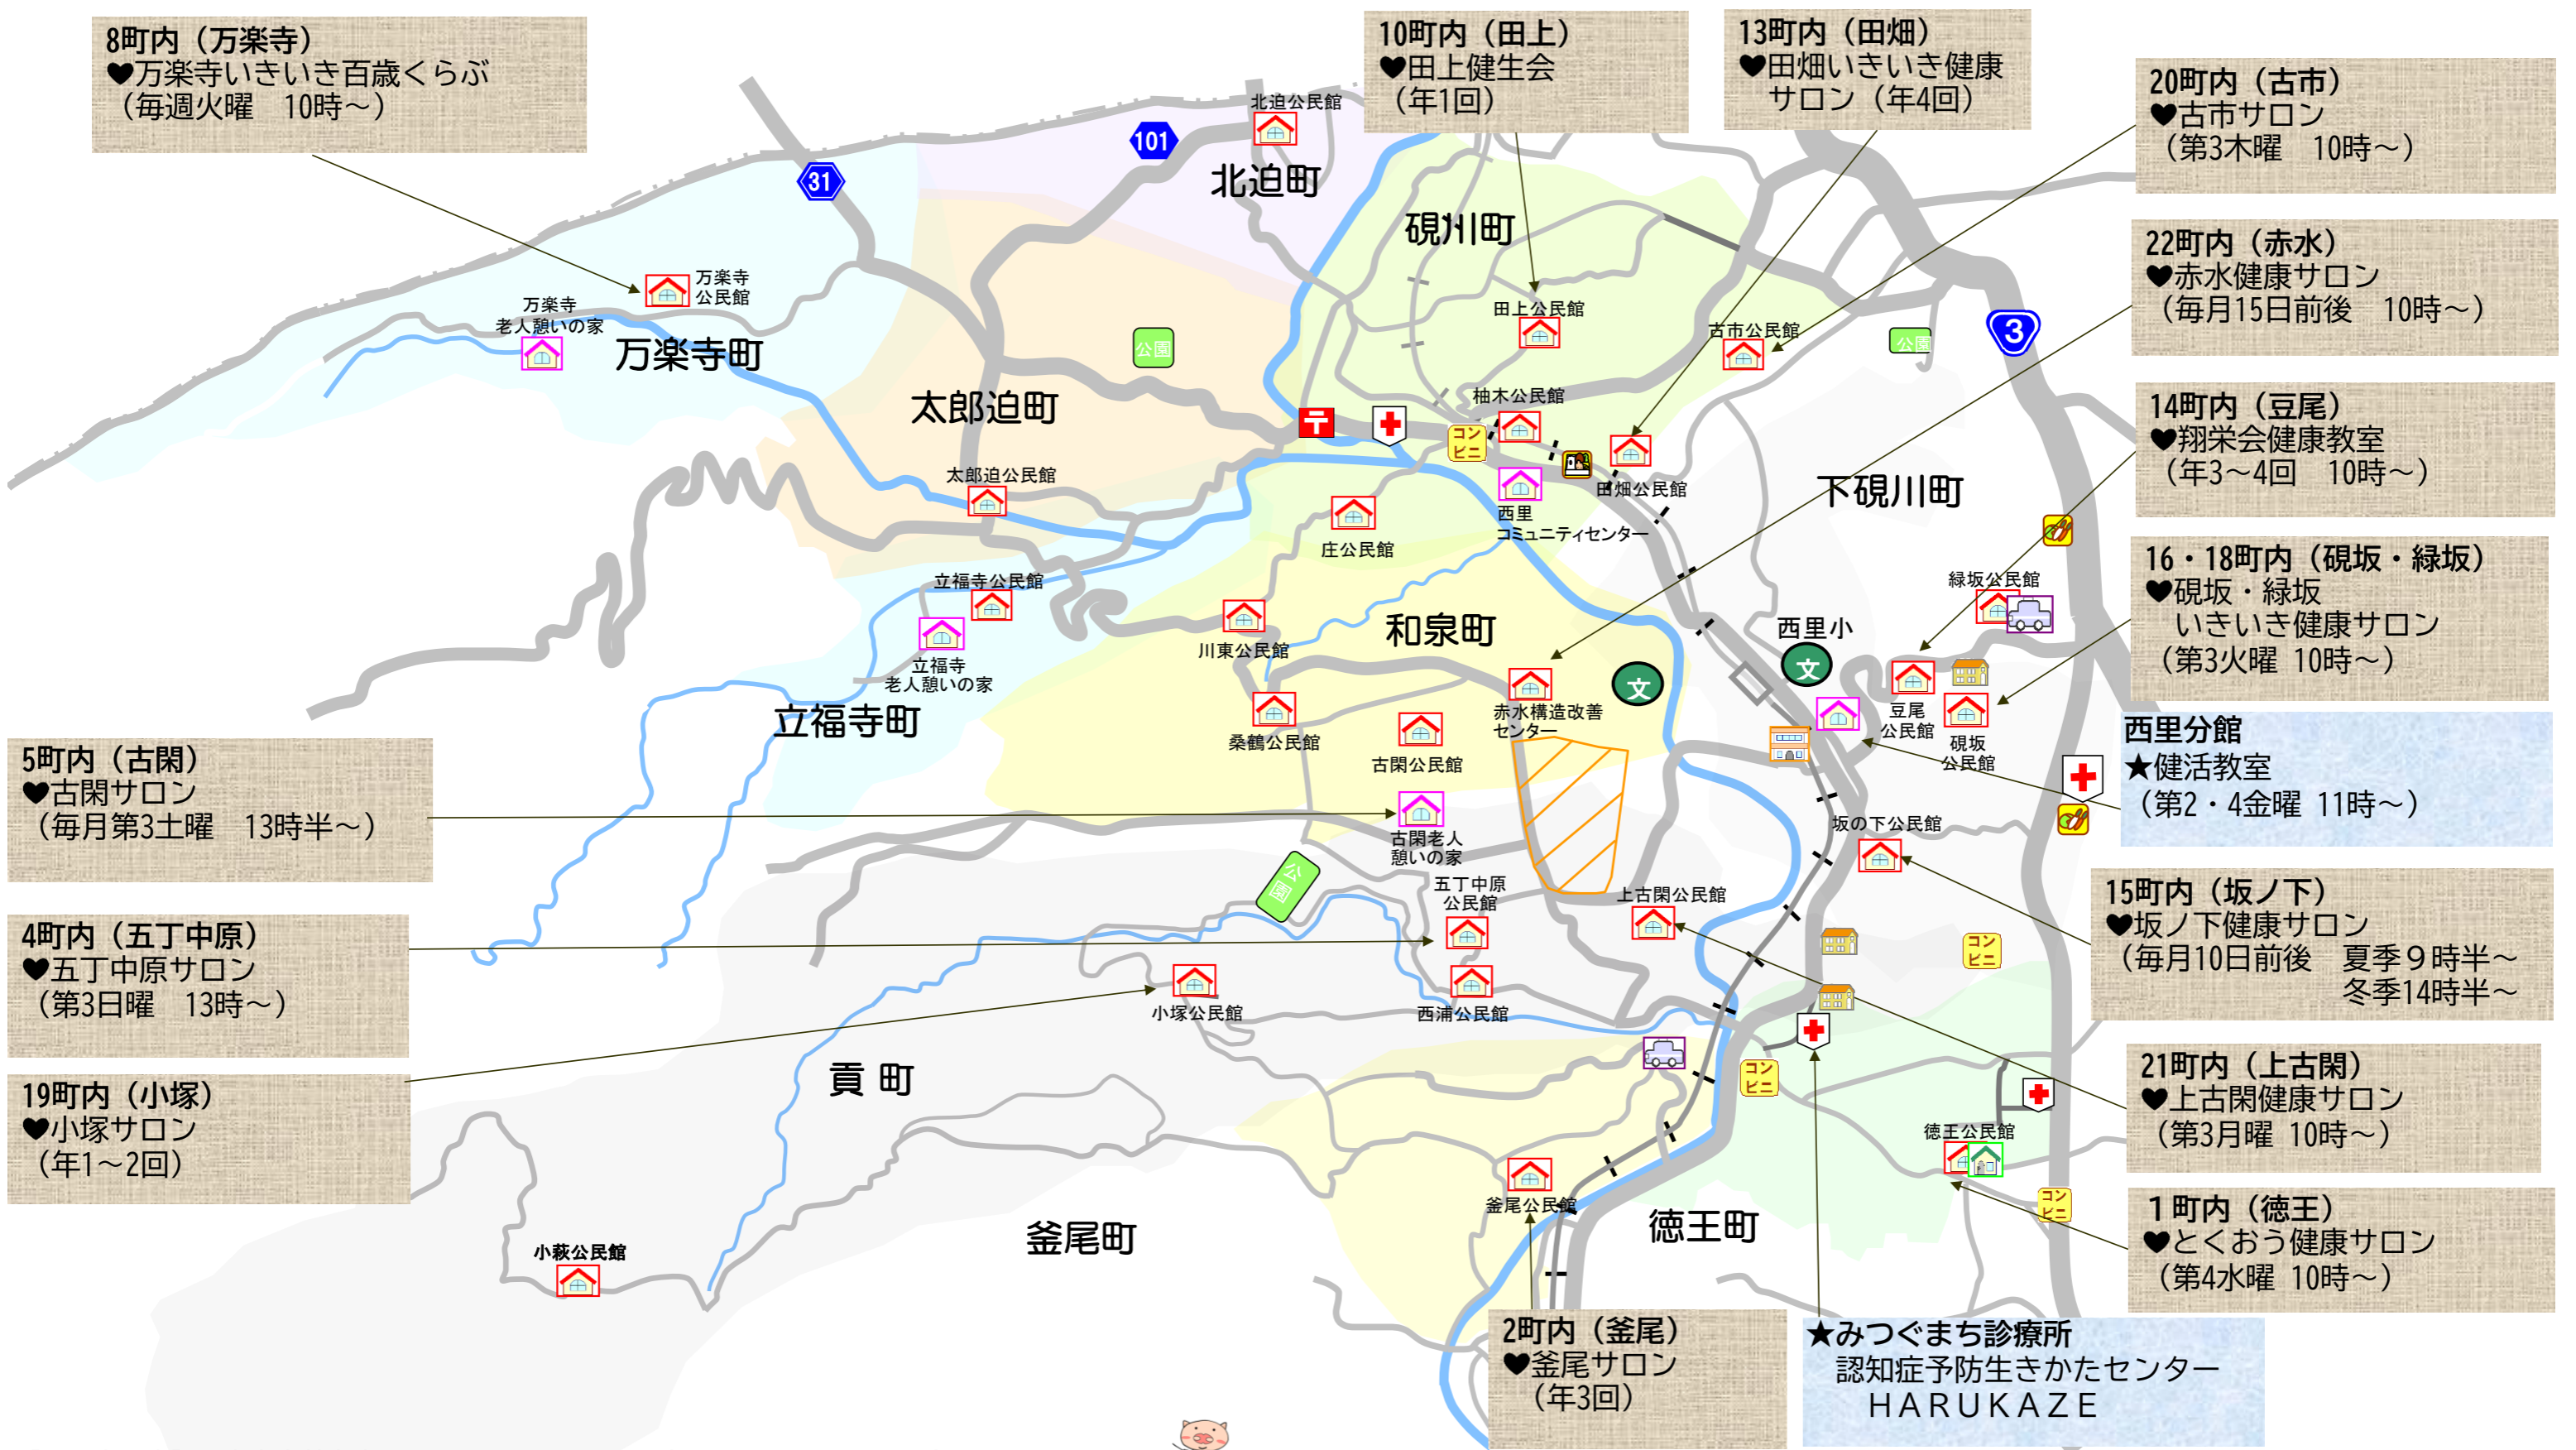 8町内（万楽寺）
♥万楽寺いきいき百歳くらぶ
（毎週火曜　10時～）
10町内（田上）
♥田上健生会
（年1回）
13町内（田畑）
♥田畑いきいき健康
サロン（年4回）
20町内（古市）
♥古市サロン
（第3木曜　10時～）
22町内（赤水）
♥赤水健康サロン
（毎月15日前後　10時～）
14町内（豆尾）
♥翔栄会健康教室
（年3～4回　10時～）
16・18町内（硯坂・緑坂）
♥硯坂・緑坂
いきいき健康サロン
（第3火曜 10時～）
西里分館
★健活教室
（第2・4金曜 11時～）
15町内（坂ノ下）
♥坂ノ下健康サロン
（毎月10日前後　夏季９時半～
冬季14時半～
21町内（上古閑）
♥上古閑健康サロン
（第3月曜 10時～）
１町内（徳王）
♥とくおう健康サロン
（第4水曜 10時～）
★みつぐまち診療所
認知症予防生きかたセンター
ＨＡＲＵＫＡＺＥ
2町内（釜尾）
♥釜尾サロン
（年3回）
5町内（古閑）
♥古閑サロン
（毎月第3土曜　13時半～）
4町内（五丁中原）
♥五丁中原サロン
（第3日曜　13時～）
19町内（小塚）
♥小塚サロン
（年1～2回）
北迫公民館
101
31
北迫町
硯川町
3
万楽寺
公民館
万楽寺
老人憩いの家
万楽寺町
公園
田上公民館
古市公民館
公園
太郎迫町
柚木公民館
コン
ビニ
太郎迫公民館
田畑公民館
下硯川町
西里
コミュニティセンター
庄公民館
立福寺公民館
緑坂公民館
和泉町
西里小
文
文
川東公民館
立福寺
老人憩いの家
立福寺町
赤水構造改善
センター
豆尾
公民館
硯坂
公民館
桑鶴公民館
古閑公民館
坂の下公民館
古閑老人
憩いの家
公園
五丁中原
公民館
上古閑公民館
コン
ビニ
小塚公民館
西浦公民館
貢 町
コン
ビニ
徳王公民館
釜尾公民館
コン
ビニ
徳王町
釜尾町
小萩公民館